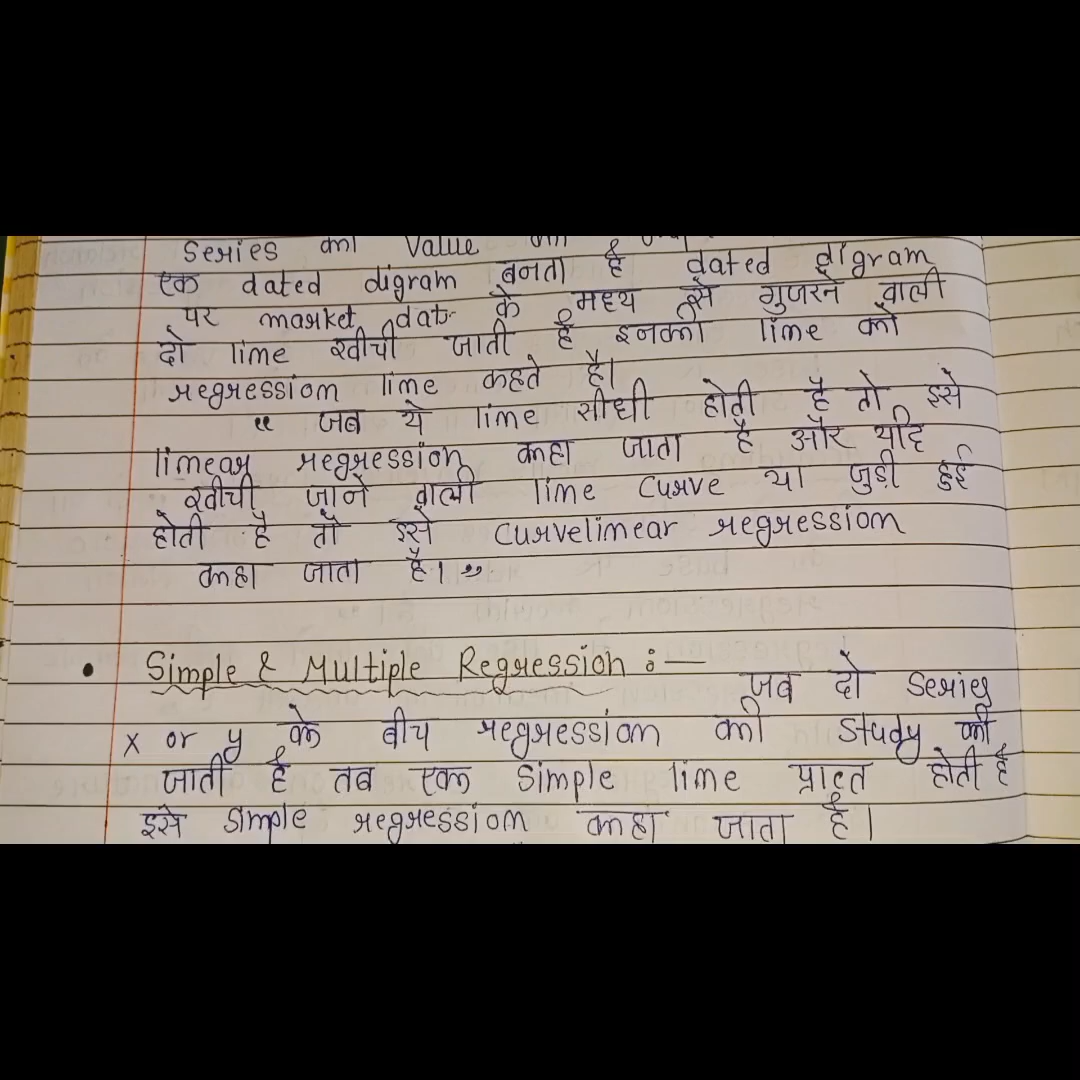 Series का Value
एक dated digram बनता है dated digram
पर market dat के मध्य से गुजरने वाली
दो line खीची जाती है इनकी line को
regression line कहते है।
" जब ये line सीधी होती है तो इसे
linear regression कहा जाता है और यदि
खीची जाने वाली line curve या जुड़ी हुई
होती है तो इसे curvelinear regression
कहा जाता है। "
• Simple & Multiple Regression :—
जब दो series
x or y के बीच regression की study की
जाती है तब एक simple line प्राप्त होती है
इसे simple regression कहा जाता है।